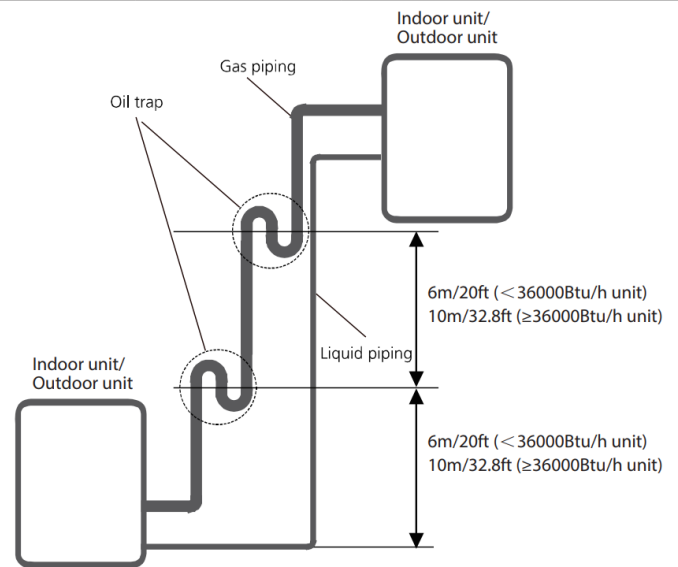 Indoor unit/
Outdoor unit
Gas piping
Oil trap
6m/20ft (<36000Btu/h unit)
10m/32.8ft (≥36000Btu/h unit)
Liquid piping
Indoor unit/
Outdoor unit
6m/20ft (<36000Btu/h unit)
10m/32.8ft (≥36000Btu/h unit)